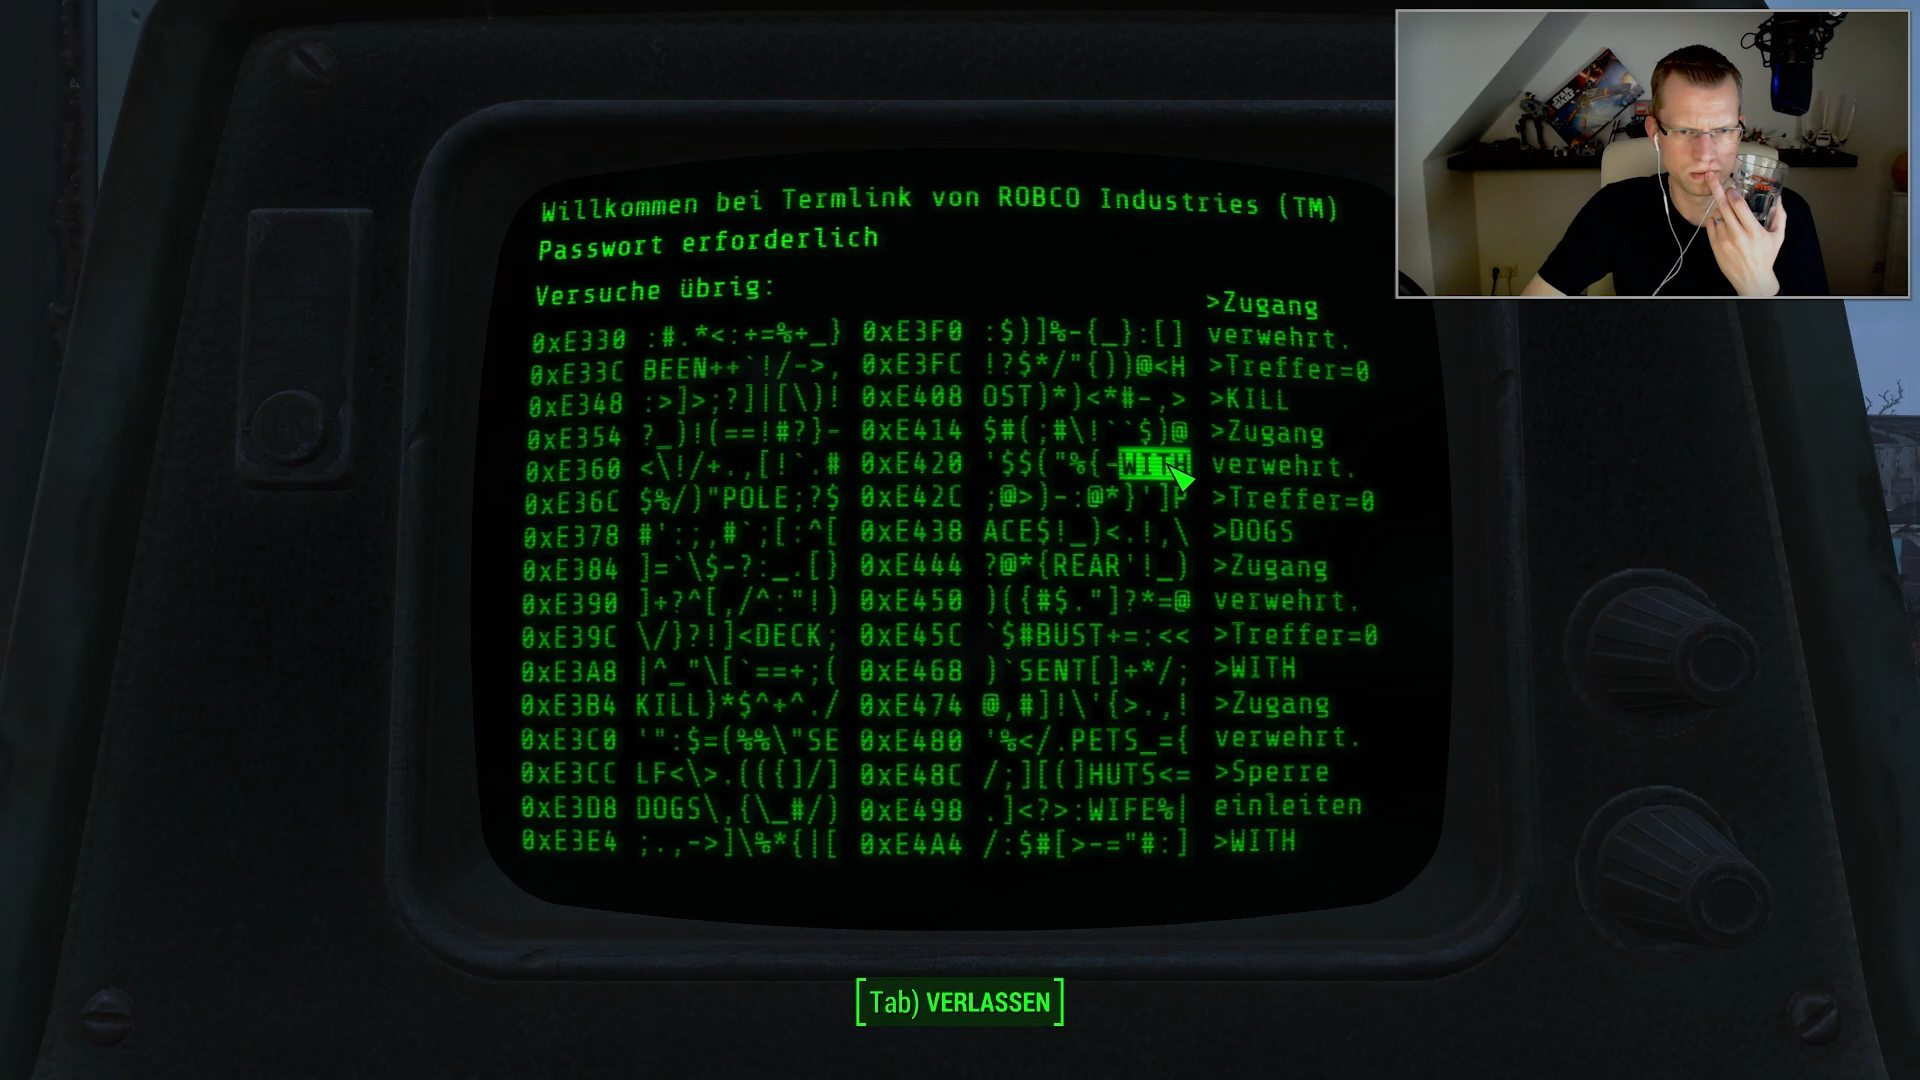 Willkommen bei Termlink von ROBCO Industries (TM)
Passwort erforderlich
Versuche übrig:
0xE330 :#.*<:+=%+_}
0xE33C BEEN++`!/->,
0xE348 :>]>;?]|[\)!
0xE354 ?_)!(==!#?}-
0xE360 <\!/+.,[!`.#
0xE36C $%/)"POLE;?$
0xE378 #':;,#`;[:^[
0xE384 ]=`\$-?:_.[}
0xE390 ]+?^[,/^:"!)
0xE39C \/}?!]<DECK;
0xE3A8 |^_"\[`==+;(
0xE3B4 KILL}*$^+^./
0xE3C0 '":$=(%%\"SE
0xE3CC LF<\>.(({]/]
0xE3D8 DOGS\,{\_#/)
0xE3E4 ;.,->]\%*{|[
0xE3F0 :$)]%-{_}:[]
0xE3FC !?$*/"{))@<H
0xE408 OST)*)<*#-,>
0xE414 $#(;#\!``$)@
0xE420 '$$("%{-WITH
0xE42C ;@>)-:@*}']P
0xE438 ACE$!_)<.!,\
0xE444 ?@*{REAR'!_)
0xE450 )({#$."]?*=@
0xE45C `$#BUST+=:<<
0xE468 )`SENT[]+*/;
0xE474 @,#]!\'{>.,!
0xE480 '%</.PETS_={
0xE48C /;][(]HUTS<=
0xE498 .]<?>:WIFE%|
0xE4A4 /:$#[>-="#:]
>Zugang
verwehrt.
>Treffer=0
>KILL
>Zugang
verwehrt.
>Treffer=0
>DOGS
>Zugang
verwehrt.
>Treffer=0
>WITH
>Zugang
verwehrt.
>Sperre
einleiten
>WITH
STAR
WARS
[Tab) VERLASSEN]